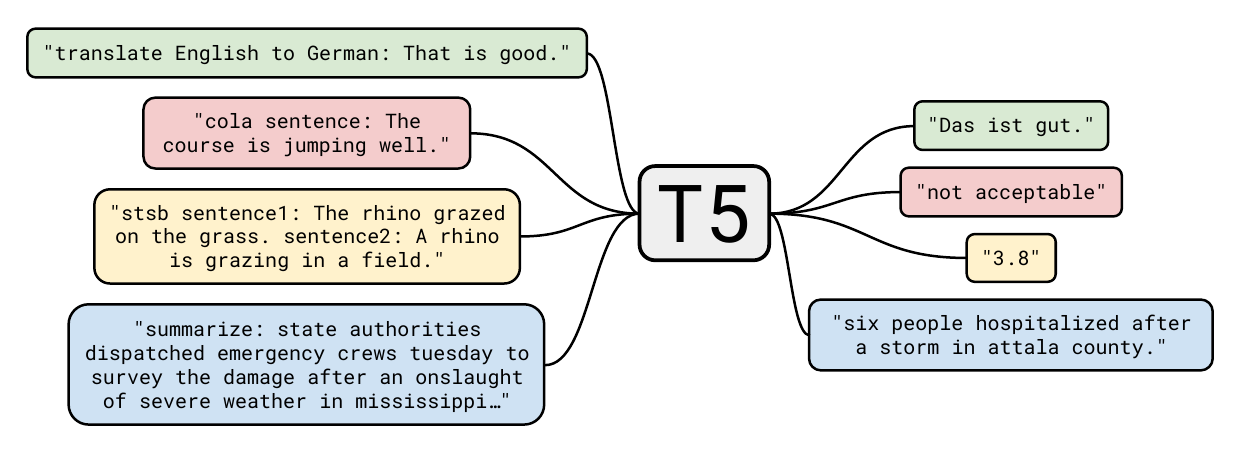 "translate English to German: That is good."
"cola sentence: The
course is jumping well."
"stsb sentence1: The rhino grazed
on the grass. sentence2: A rhino
is grazing in a field."
"summarize: state authorities
dispatched emergency crews tuesday to
survey the damage after an onslaught
of severe weather in mississippi…"
T5
"Das ist gut."
"not acceptable"
"3.8"
"six people hospitalized after
a storm in attala county."